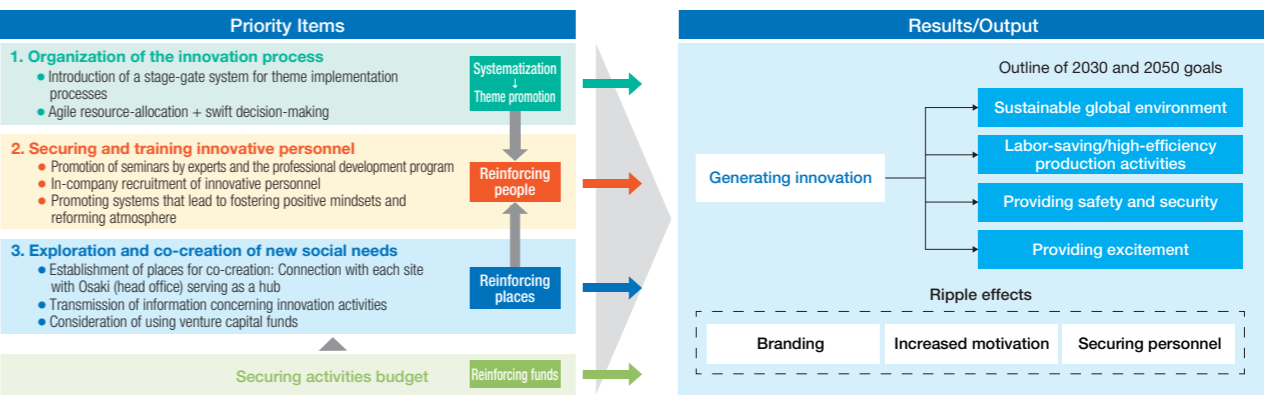 Priority Items
1. Organization of the innovation process
● Introduction of a stage-gate system for theme implementation
processes
● Agile resource-allocation + swift decision-making
Systematization
↓
Theme promotion
2. Securing and training innovative personnel
● Promotion of seminars by experts and the professional development program
● In-company recruitment of innovative personnel
● Promoting systems that lead to fostering positive mindsets and
reforming atmosphere
Reinforcing
people
3. Exploration and co-creation of new social needs
● Establishment of places for co-creation: Connection with each site
with Osaki (head office) serving as a hub
● Transmission of information concerning innovation activities
● Consideration of using venture capital funds
Reinforcing
places
Securing activities budget
Reinforcing funds
Results/Output
Outline of 2030 and 2050 goals
Generating innovation
Sustainable global environment
Labor-saving/high-efficiency
production activities
Providing safety and security
Providing excitement
Ripple effects
Branding
Increased motivation
Securing personnel